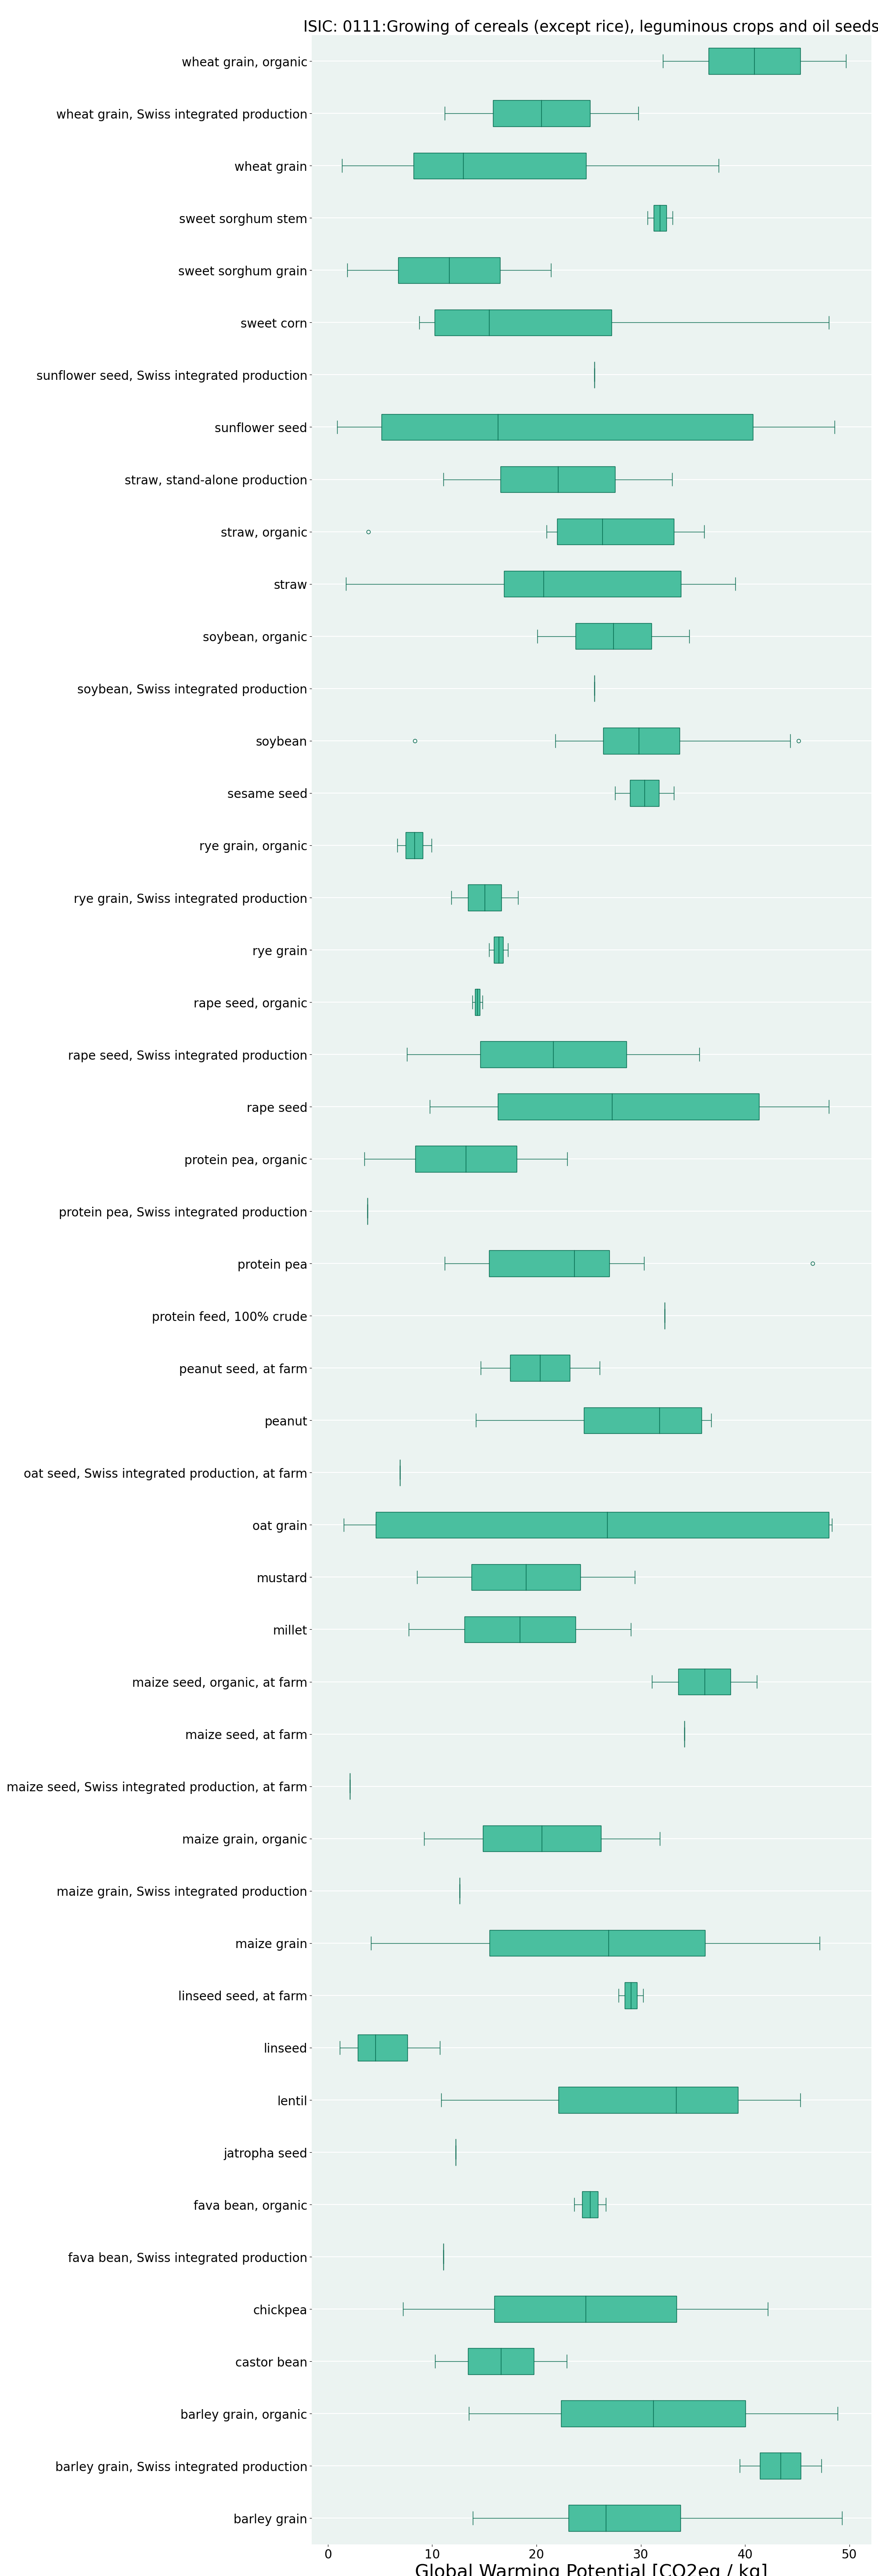 ISIC: 0111:Growing of cereals (except rice), leguminous crops and oil seeds
wheat grain, organic
wheat grain, Swiss integrated production
wheat grain
sweet sorghum stem
sweet sorghum grain
sweet corn
sunflower seed, Swiss integrated production
sunflower seed
straw, stand-alone production
straw, organic
straw
soybean, organic
soybean, Swiss integrated production
soybean
sesame seed
rye grain, organic
rye grain, Swiss integrated production
rye grain
rape seed, organic
rape seed, Swiss integrated production
rape seed
protein pea, organic
protein pea, Swiss integrated production
protein pea
protein feed, 100% crude
peanut seed, at farm
peanut
oat seed, Swiss integrated production, at farm
oat grain
mustard
millet
maize seed, organic, at farm
maize seed, at farm
maize seed, Swiss integrated production, at farm
maize grain, organic
maize grain, Swiss integrated production
maize grain
linseed seed, at farm
linseed
lentil
jatropha seed
fava bean, organic
fava bean, Swiss integrated production
chickpea
castor bean
barley grain, organic
barley grain, Swiss integrated production
barley grain
0 10 20 30 40 50
Global Warming Potential [CO2eq / kg]